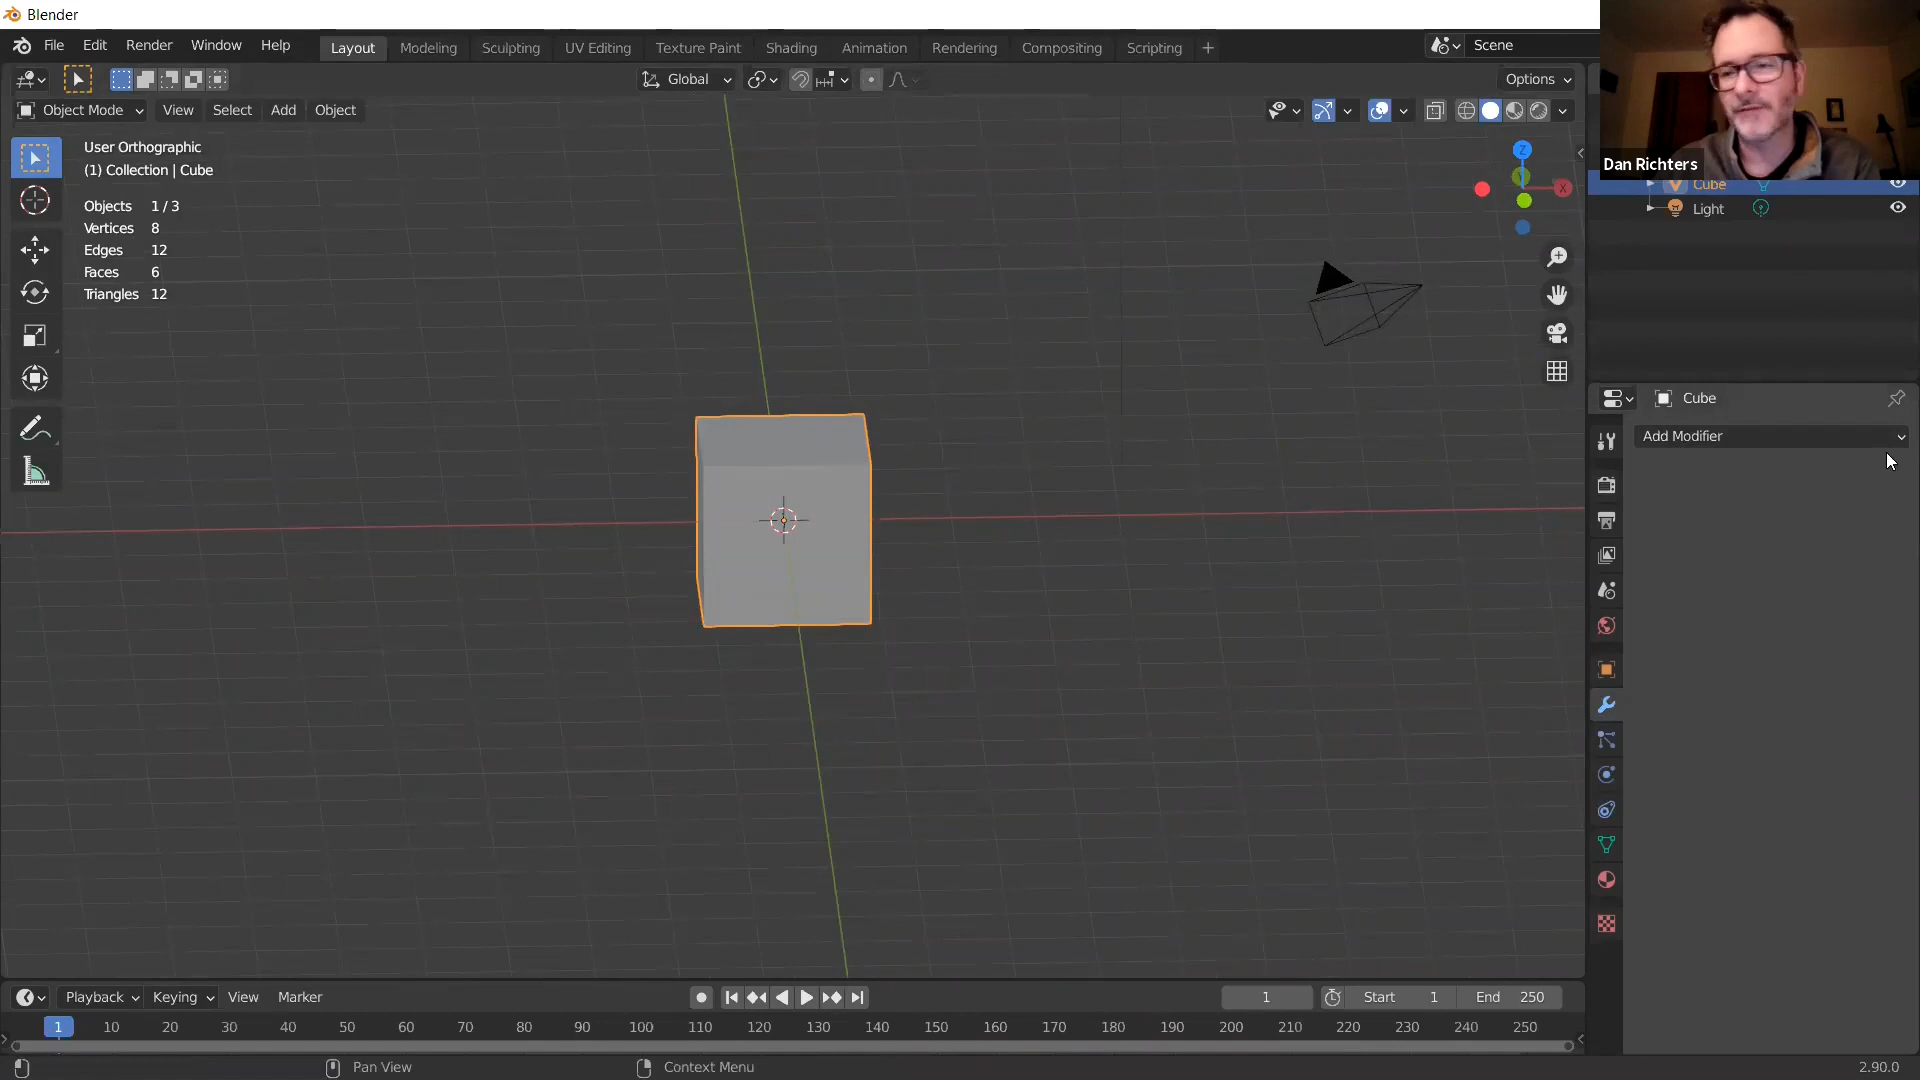 Blender
File Edit Render Window Help
Layout Modeling Sculpting UV Editing Texture Paint Shading Animation Rendering Compositing Scripting +
Scene
Global
Options
Object Mode View Select Add Object
User Orthographic
(1) Collection | Cube
Objects 1 / 3
Vertices 8
Edges 12
Faces 6
Triangles 12
Z
Y
X
Dan Richters
Cube
Light
Cube
Add Modifier
Playback Keying View Marker
1
Start 1
End 250
1 10 20 30 40 50 60 70 80 90 100 110 120 130 140 150 160 170 180 190 200 210 220 230 240 250
Pan View
Context Menu
2.90.0